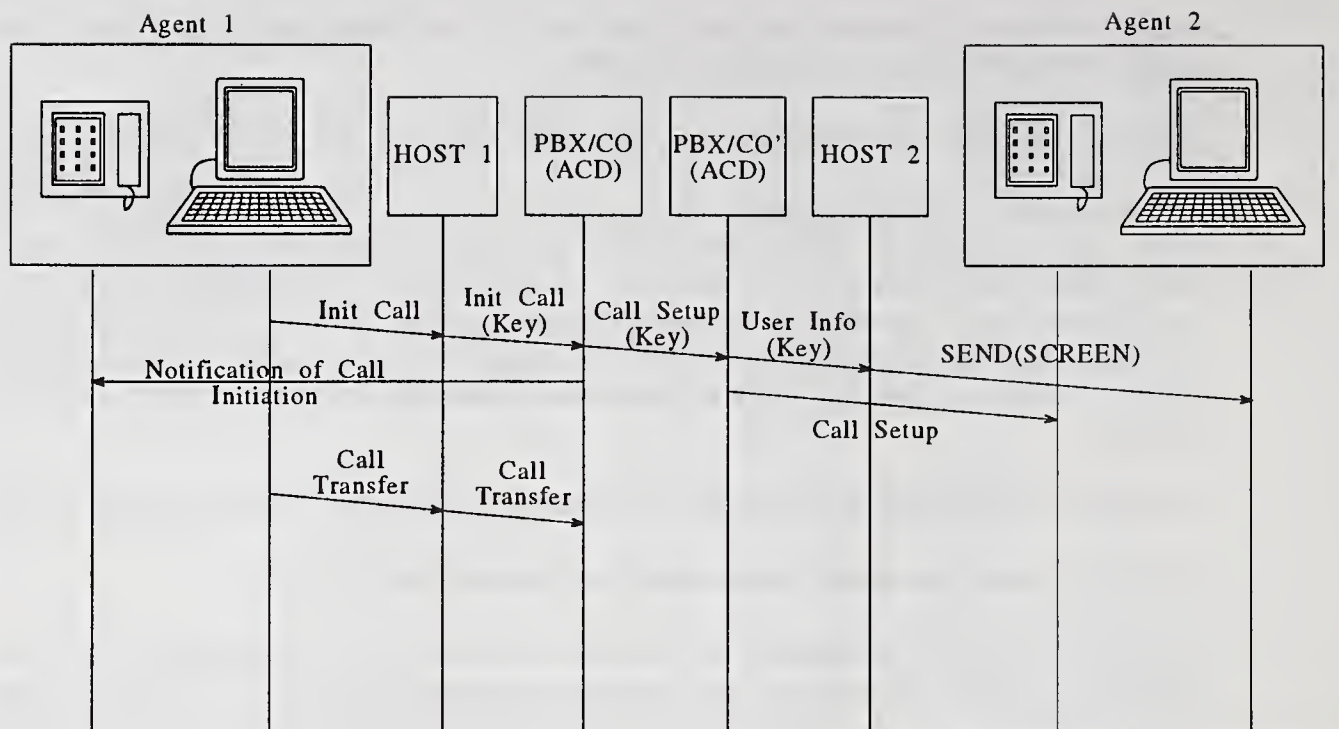 Agent 1
Agent 2
HOST 1
PBX/CO
(ACD)
PBX/CO'
(ACD)
HOST 2
Init Call
Init Call
(Key)
Call Setup
(Key)
User Info
(Key)
SEND(SCREEN)
Notification of Call
Initiation
Call Setup
Call
Transfer
Call
Transfer